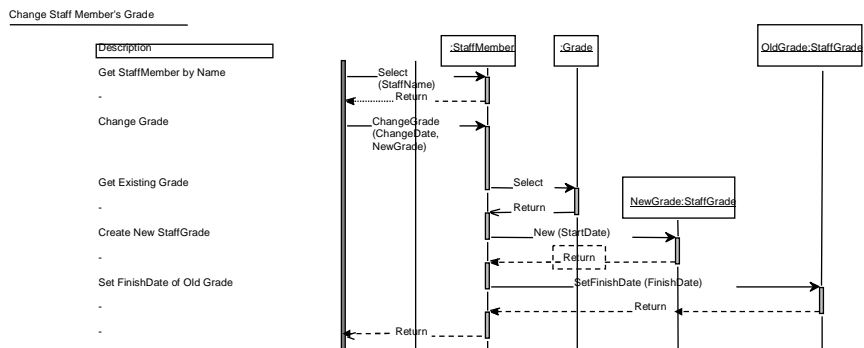 Change Staff Member's Grade
Description
:StaffMember
:Grade
OldGrade:StaffGrade
Get StaffMember by Name
Select
(StaffName)
-
Return
Change Grade
ChangeGrade
(ChangeDate,
NewGrade)
Get Existing Grade
Select
-
Return
NewGrade:StaffGrade
Create New StaffGrade
New (StartDate)
-
Return
Set FinishDate of Old Grade
SetFinishDate (FinishDate)
-
Return
-
Return